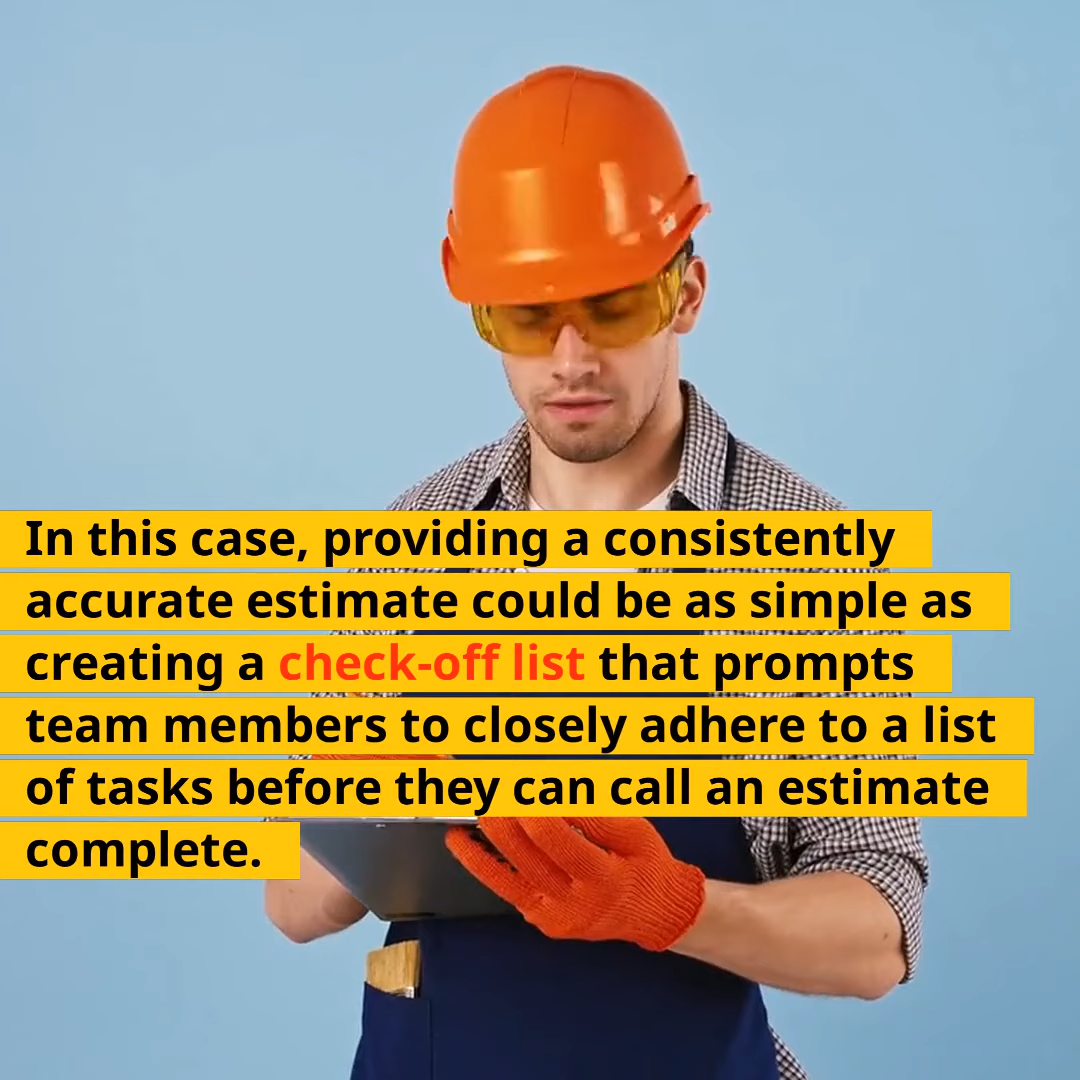 In this case, providing a consistently
accurate estimate could be as simple as
creating a check-off list that prompts
team members to closely adhere to a list
of tasks before they can call an estimate
complete.